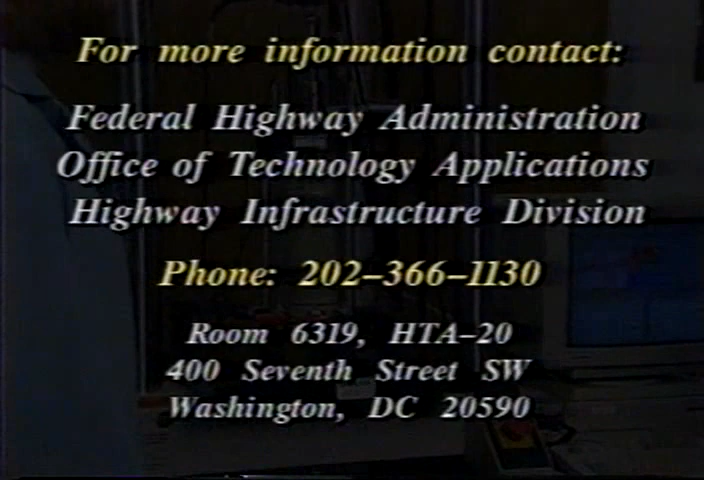 For more information contact:
Federal Highway Administration
Office of Technology Applications
Highway Infrastructure Division
Phone: 202–366–1130
Room 6319, HTA–20
400 Seventh Street SW
Washington, DC 20590